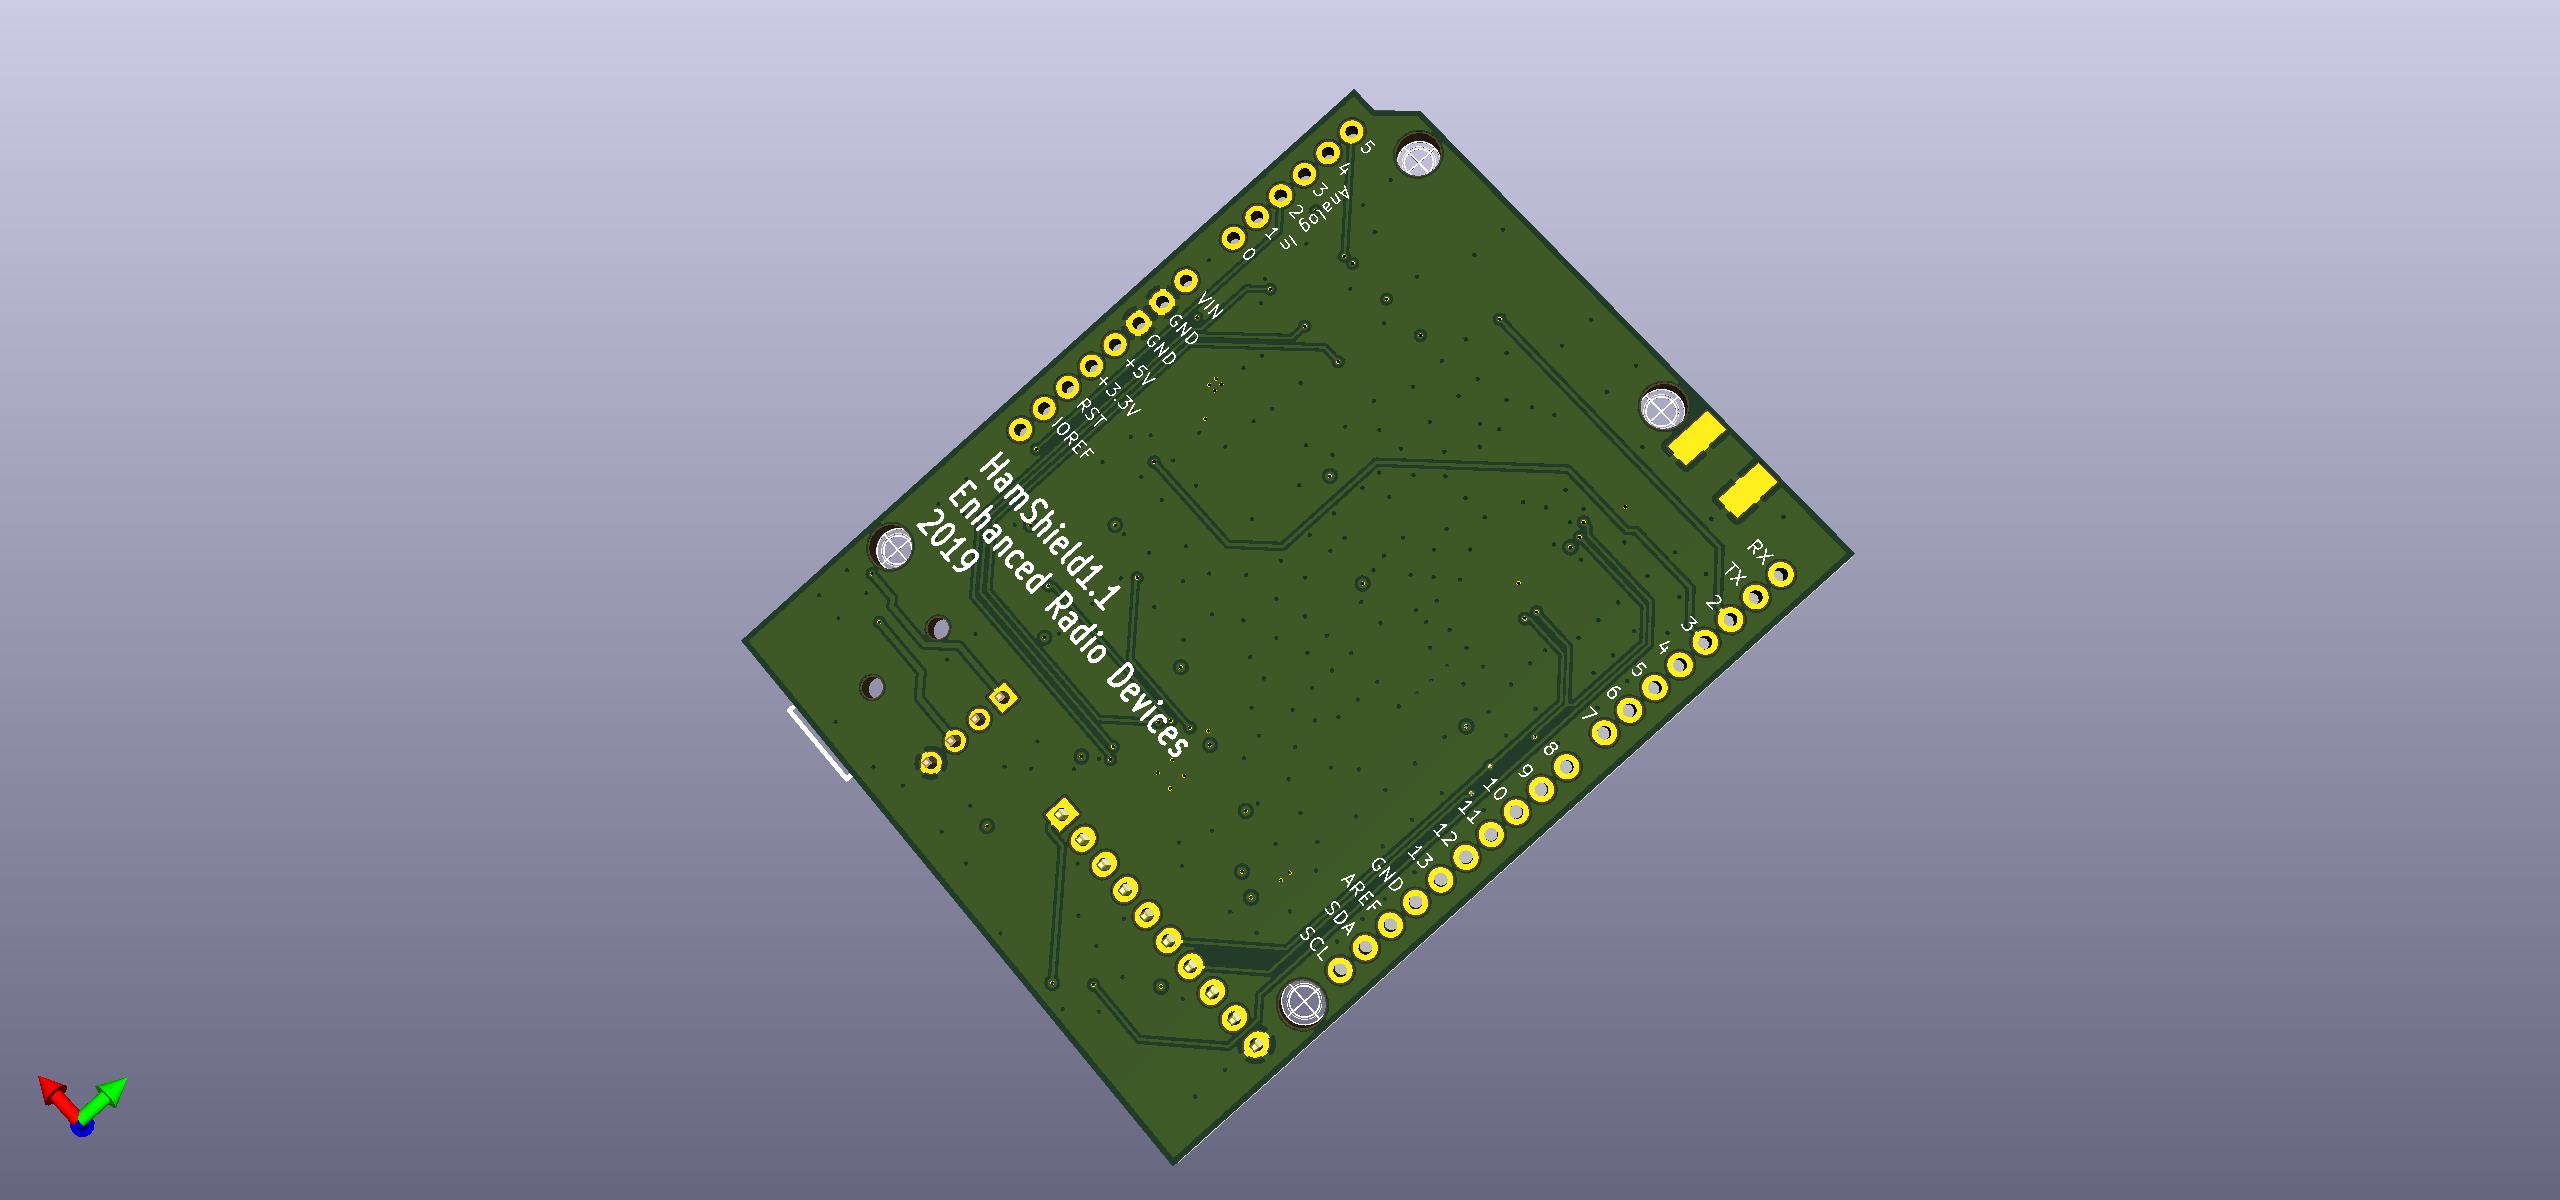 5
4
3
2
1
0
Analog In
VIN
GND
GND
+5V
+3.3V
RST
IOREF
HamShield1.1
Enhanced Radio Devices
2019
RX
TX
2
3
4
5
6
7
8
9
10
11
12
13
GND
AREF
SDA
SCL